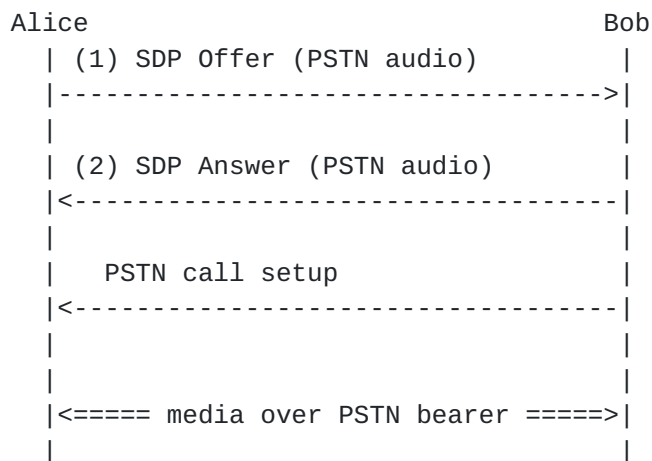 Alice                                       Bob
  | (1) SDP Offer (PSTN audio)         |
  |----------------------------------->|
  |                                    |
  | (2) SDP Answer (PSTN audio)        |
  |<-----------------------------------|
  |                                    |
  |   PSTN call setup                  |
  |<-----------------------------------|
  |                                    |
  |                                    |
  |<===== media over PSTN bearer =====>|
  |                                    |